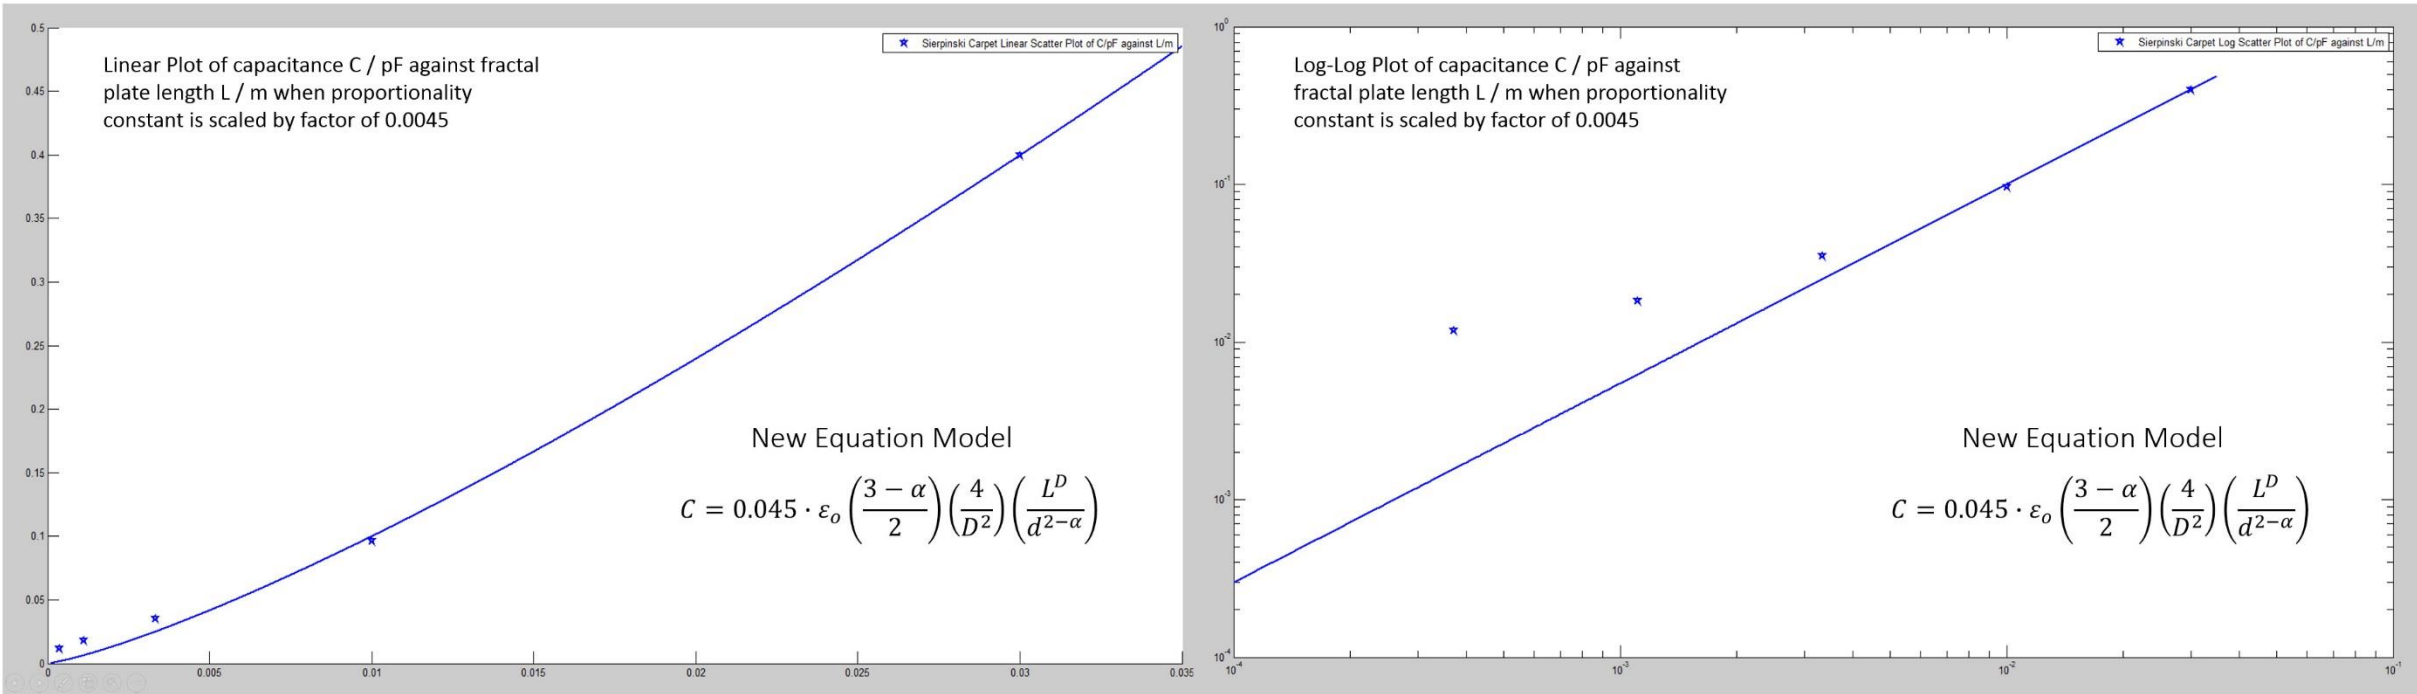 0.5
0.45
0.4
0.35
0.3
0.25
0.2
0.15
0.1
0.05
0
0
0.005
0.01
0.015
0.02
0.025
0.03
0.035
Sierpinski Carpet Linear Scatter Plot of C/pF against L/m
Linear Plot of capacitance C / pF against fractal
plate length L / m when proportionality
constant is scaled by factor of 0.0045
New Equation Model
C = 0.045 · ε₀ ((3 − α)/2) (4/D²) (L^D/d^(2−α))
10⁰
10⁻¹
10⁻²
10⁻³
10⁻⁴
10⁻⁴
10⁻³
10⁻²
10⁻¹
Sierpinski Carpet Log Scatter Plot of C/pF against L/m
Log-Log Plot of capacitance C / pF against
fractal plate length L / m when proportionality
constant is scaled by factor of 0.0045
New Equation Model
C = 0.045 · ε₀ ((3 − α)/2) (4/D²) (L^D/d^(2−α))